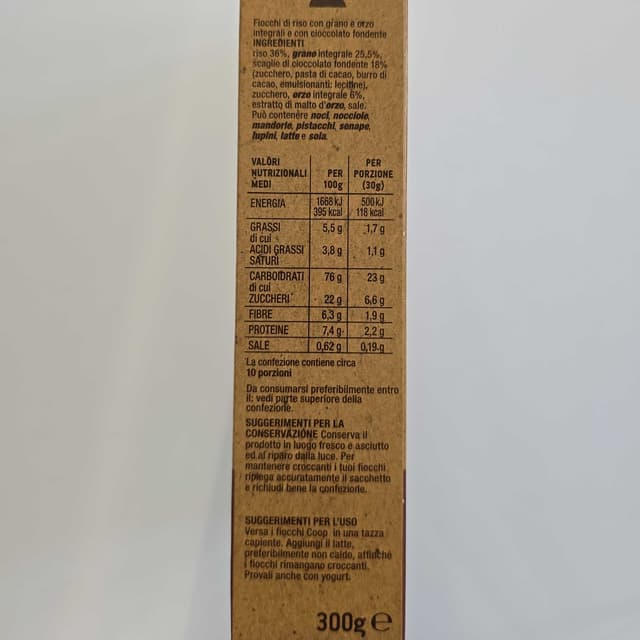 Fiocchi di riso con grano e orzo
integrali e con cioccolato fondente
INGREDIENTI
riso 36%, grano integrale 25,5%,
scaglie di cioccolato fondente 18%
(zucchero, pasta di cacao, burro di
cacao, emulsionanti: lecitine),
zucchero, orzo integrale 6%,
estratto di malto d'orzo, sale.
Può contenere noci, nocciole,
mandorle, pistacchi, senape,
lupini, latte e soia.
VALORI NUTRIZIONALI MEDI PER 100g PER PORZIONE (30g)
ENERGIA 1668 kJ 395 kcal 500 kJ 118 kcal
GRASSI 5,5 g 1,7 g
di cui
ACIDI GRASSI SATURI 3,8 g 1,1 g
CARBOIDRATI 76 g 23 g
di cui
ZUCCHERI 22 g 6,6 g
FIBRE 6,3 g 1,9 g
PROTEINE 7,4 g 2,2 g
SALE 0,62 g 0,19 g
La confezione contiene circa
10 porzioni
Da consumarsi preferibilmente entro
il: vedi parte superiore della
confezione.
SUGGERIMENTI PER LA
CONSERVAZIONE Conserva il
prodotto in luogo fresco e asciutto
ed al riparo dalla luce. Per
mantenere croccanti i tuoi fiocchi
ripiega accuratamente il sacchetto
e richiudi bene la confezione.
SUGGERIMENTI PER L'USO
Versa i fiocchi Coop in una tazza
capiente. Aggiungi il latte,
preferibilmente non caldo, affinché
i fiocchi rimangano croccanti.
Provali anche con yogurt.
300g ℮